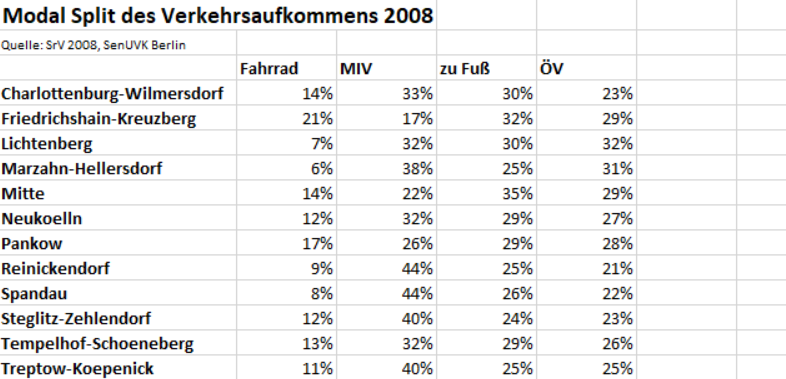 Modal Split des Verkehrsaufkommens 2008
Quelle: SrV 2008, SenUVK Berlin
Fahrrad MIV zu Fuß ÖV
Charlottenburg-Wilmersdorf 14% 33% 30% 23%
Friedrichshain-Kreuzberg 21% 17% 32% 29%
Lichtenberg 7% 32% 30% 32%
Marzahn-Hellersdorf 6% 38% 25% 31%
Mitte 14% 22% 35% 29%
Neukoelln 12% 32% 29% 27%
Pankow 17% 26% 29% 28%
Reinickendorf 9% 44% 25% 21%
Spandau 8% 44% 26% 22%
Steglitz-Zehlendorf 12% 40% 24% 23%
Tempelhof-Schoeneberg 13% 32% 29% 26%
Treptow-Koepenick 11% 40% 25% 25%